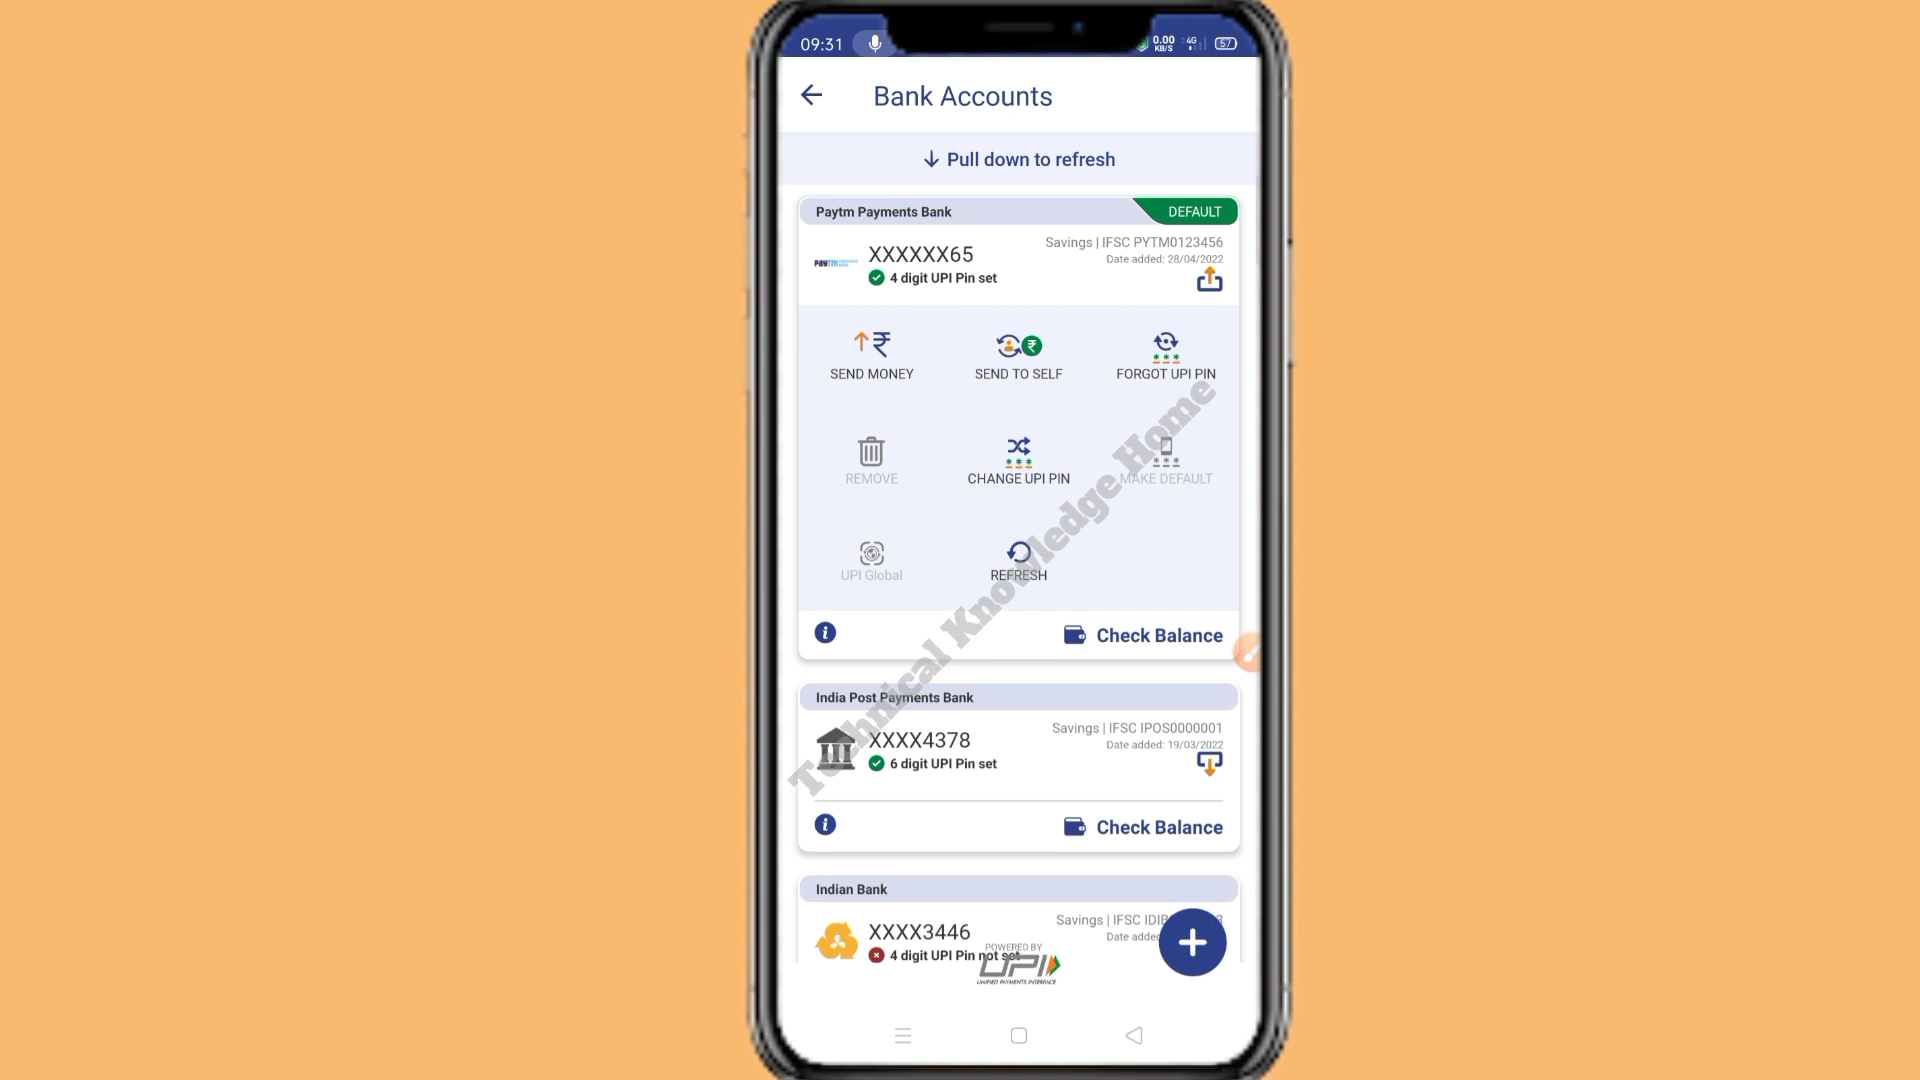 09:31
0.00
KB/S
4G
57
Bank Accounts
Pull down to refresh
Paytm Payments Bank
DEFAULT
Savings | IFSC PYTM0123456
XXXXXX65
Date added: 28/04/2022
4 digit UPI Pin set
SEND MONEY
SEND TO SELF
FORGOT UPI PIN
REMOVE
CHANGE UPI PIN
MAKE DEFAULT
UPI Global
REFRESH
Check Balance
Technical Knowledge Home
India Post Payments Bank
Savings | IFSC IPOS0000001
XXXX4378
Date added: 19/03/2022
6 digit UPI Pin set
Check Balance
Indian Bank
Savings | IFSC
XXXX3446
Date added
4 digit UPI Pin not set
POWERED BY
UPI
UNIFIED PAYMENTS INTERFACE